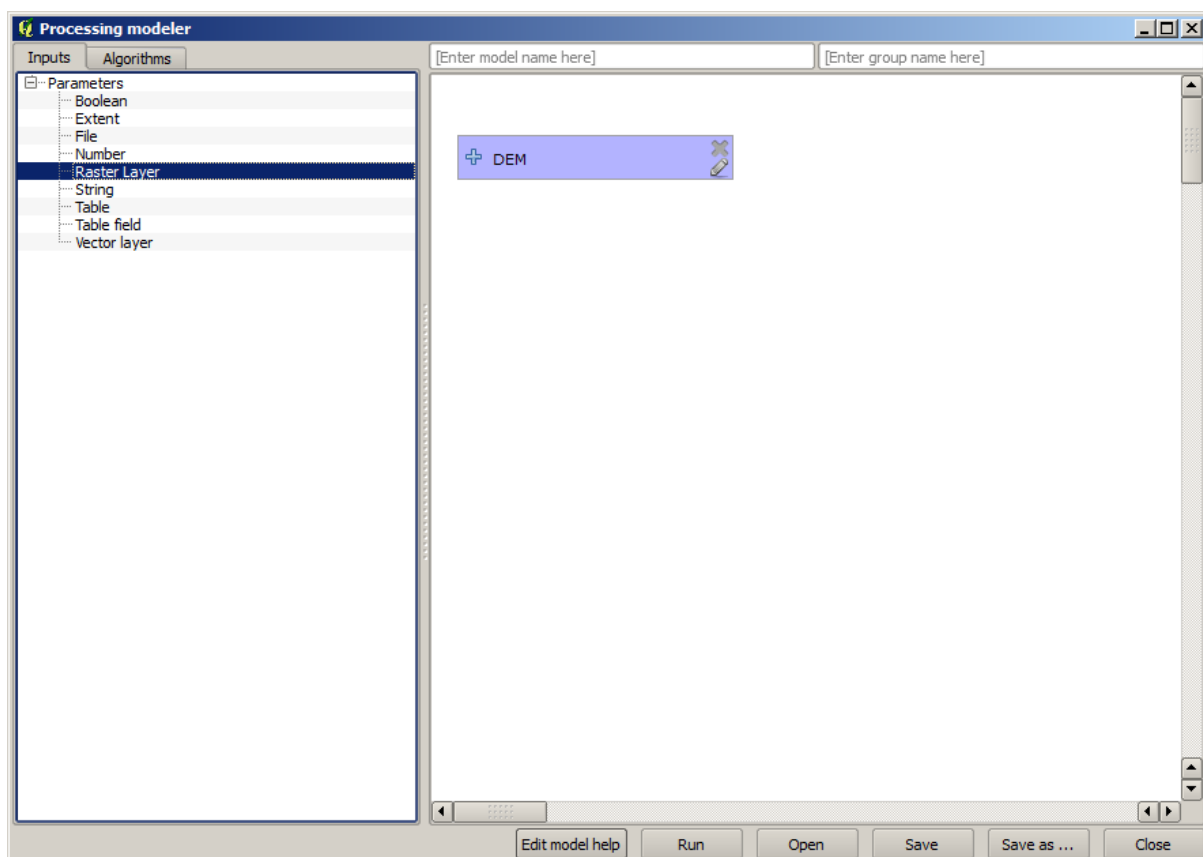 Processing modeler
Inputs Algorithms
[Enter model name here] [Enter group name here]
Parameters
Boolean
Extent
File
Number
Raster Layer
String
Table
Table field
Vector layer
DEM
Edit model help Run Open Save Save as ... Close